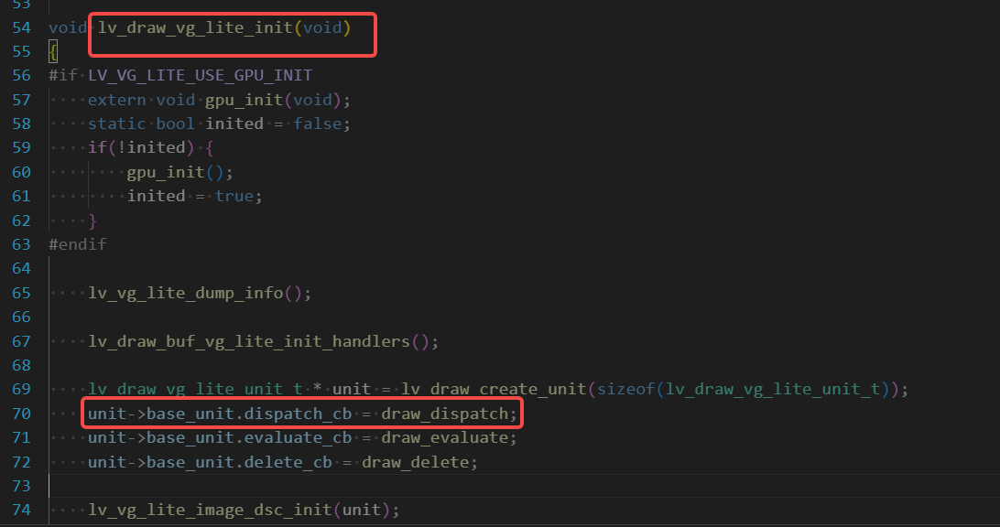 53
54 void lv_draw_vg_lite_init(void)
55 {
56 #if LV_VG_LITE_USE_GPU_INIT
57     extern void gpu_init(void);
58     static bool inited = false;
59     if(!inited) {
60         gpu_init();
61         inited = true;
62     }
63 #endif
64
65     lv_vg_lite_dump_info();
66
67     lv_draw_buf_vg_lite_init_handlers();
68
69     lv_draw_vg_lite_unit_t * unit = lv_draw_create_unit(sizeof(lv_draw_vg_lite_unit_t));
70     unit->base_unit.dispatch_cb = draw_dispatch;
71     unit->base_unit.evaluate_cb = draw_evaluate;
72     unit->base_unit.delete_cb = draw_delete;
73
74     lv_vg_lite_image_dsc_init(unit);